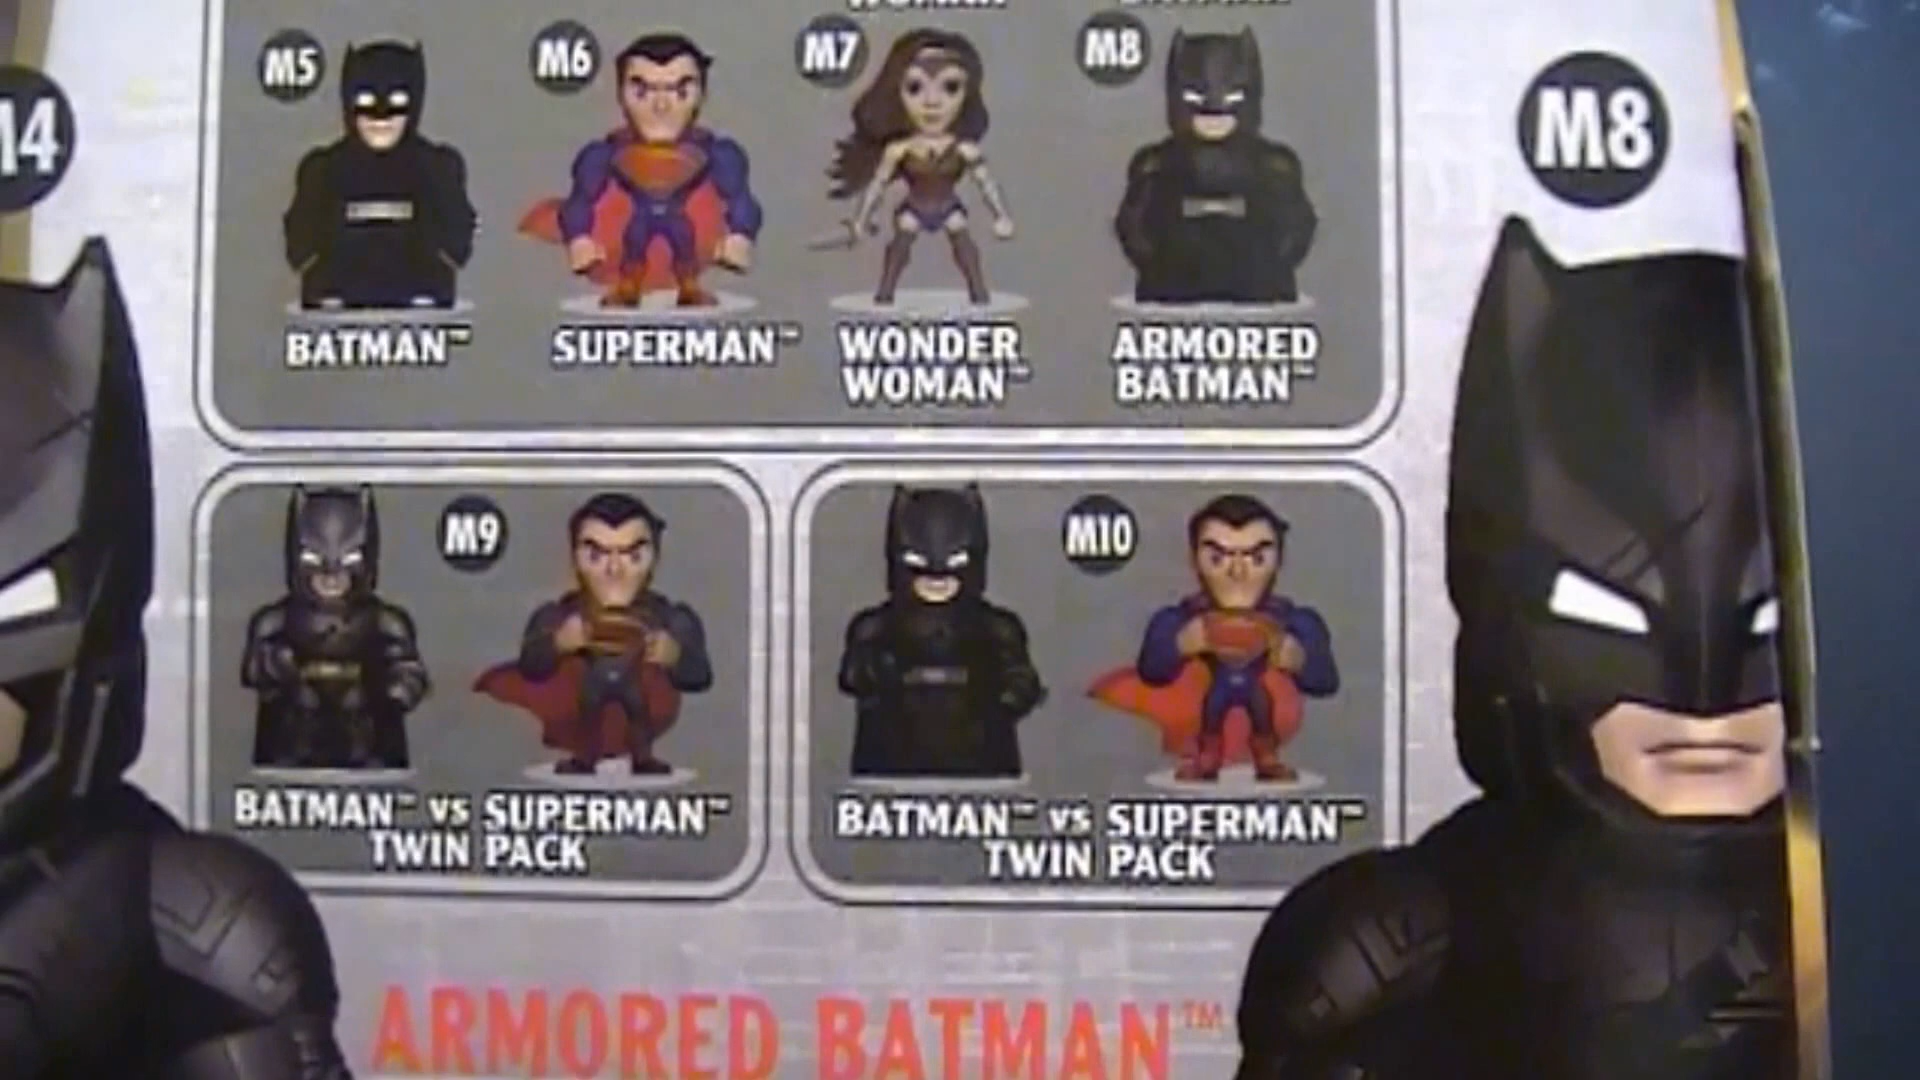 M5 M6 M7 M8
BATMAN™ SUPERMAN™ WONDER WOMAN™ ARMORED BATMAN™
M8
M9 M10
BATMAN™ vs SUPERMAN™
TWIN PACK
BATMAN™ vs SUPERMAN™
TWIN PACK
ARMORED BATMAN™